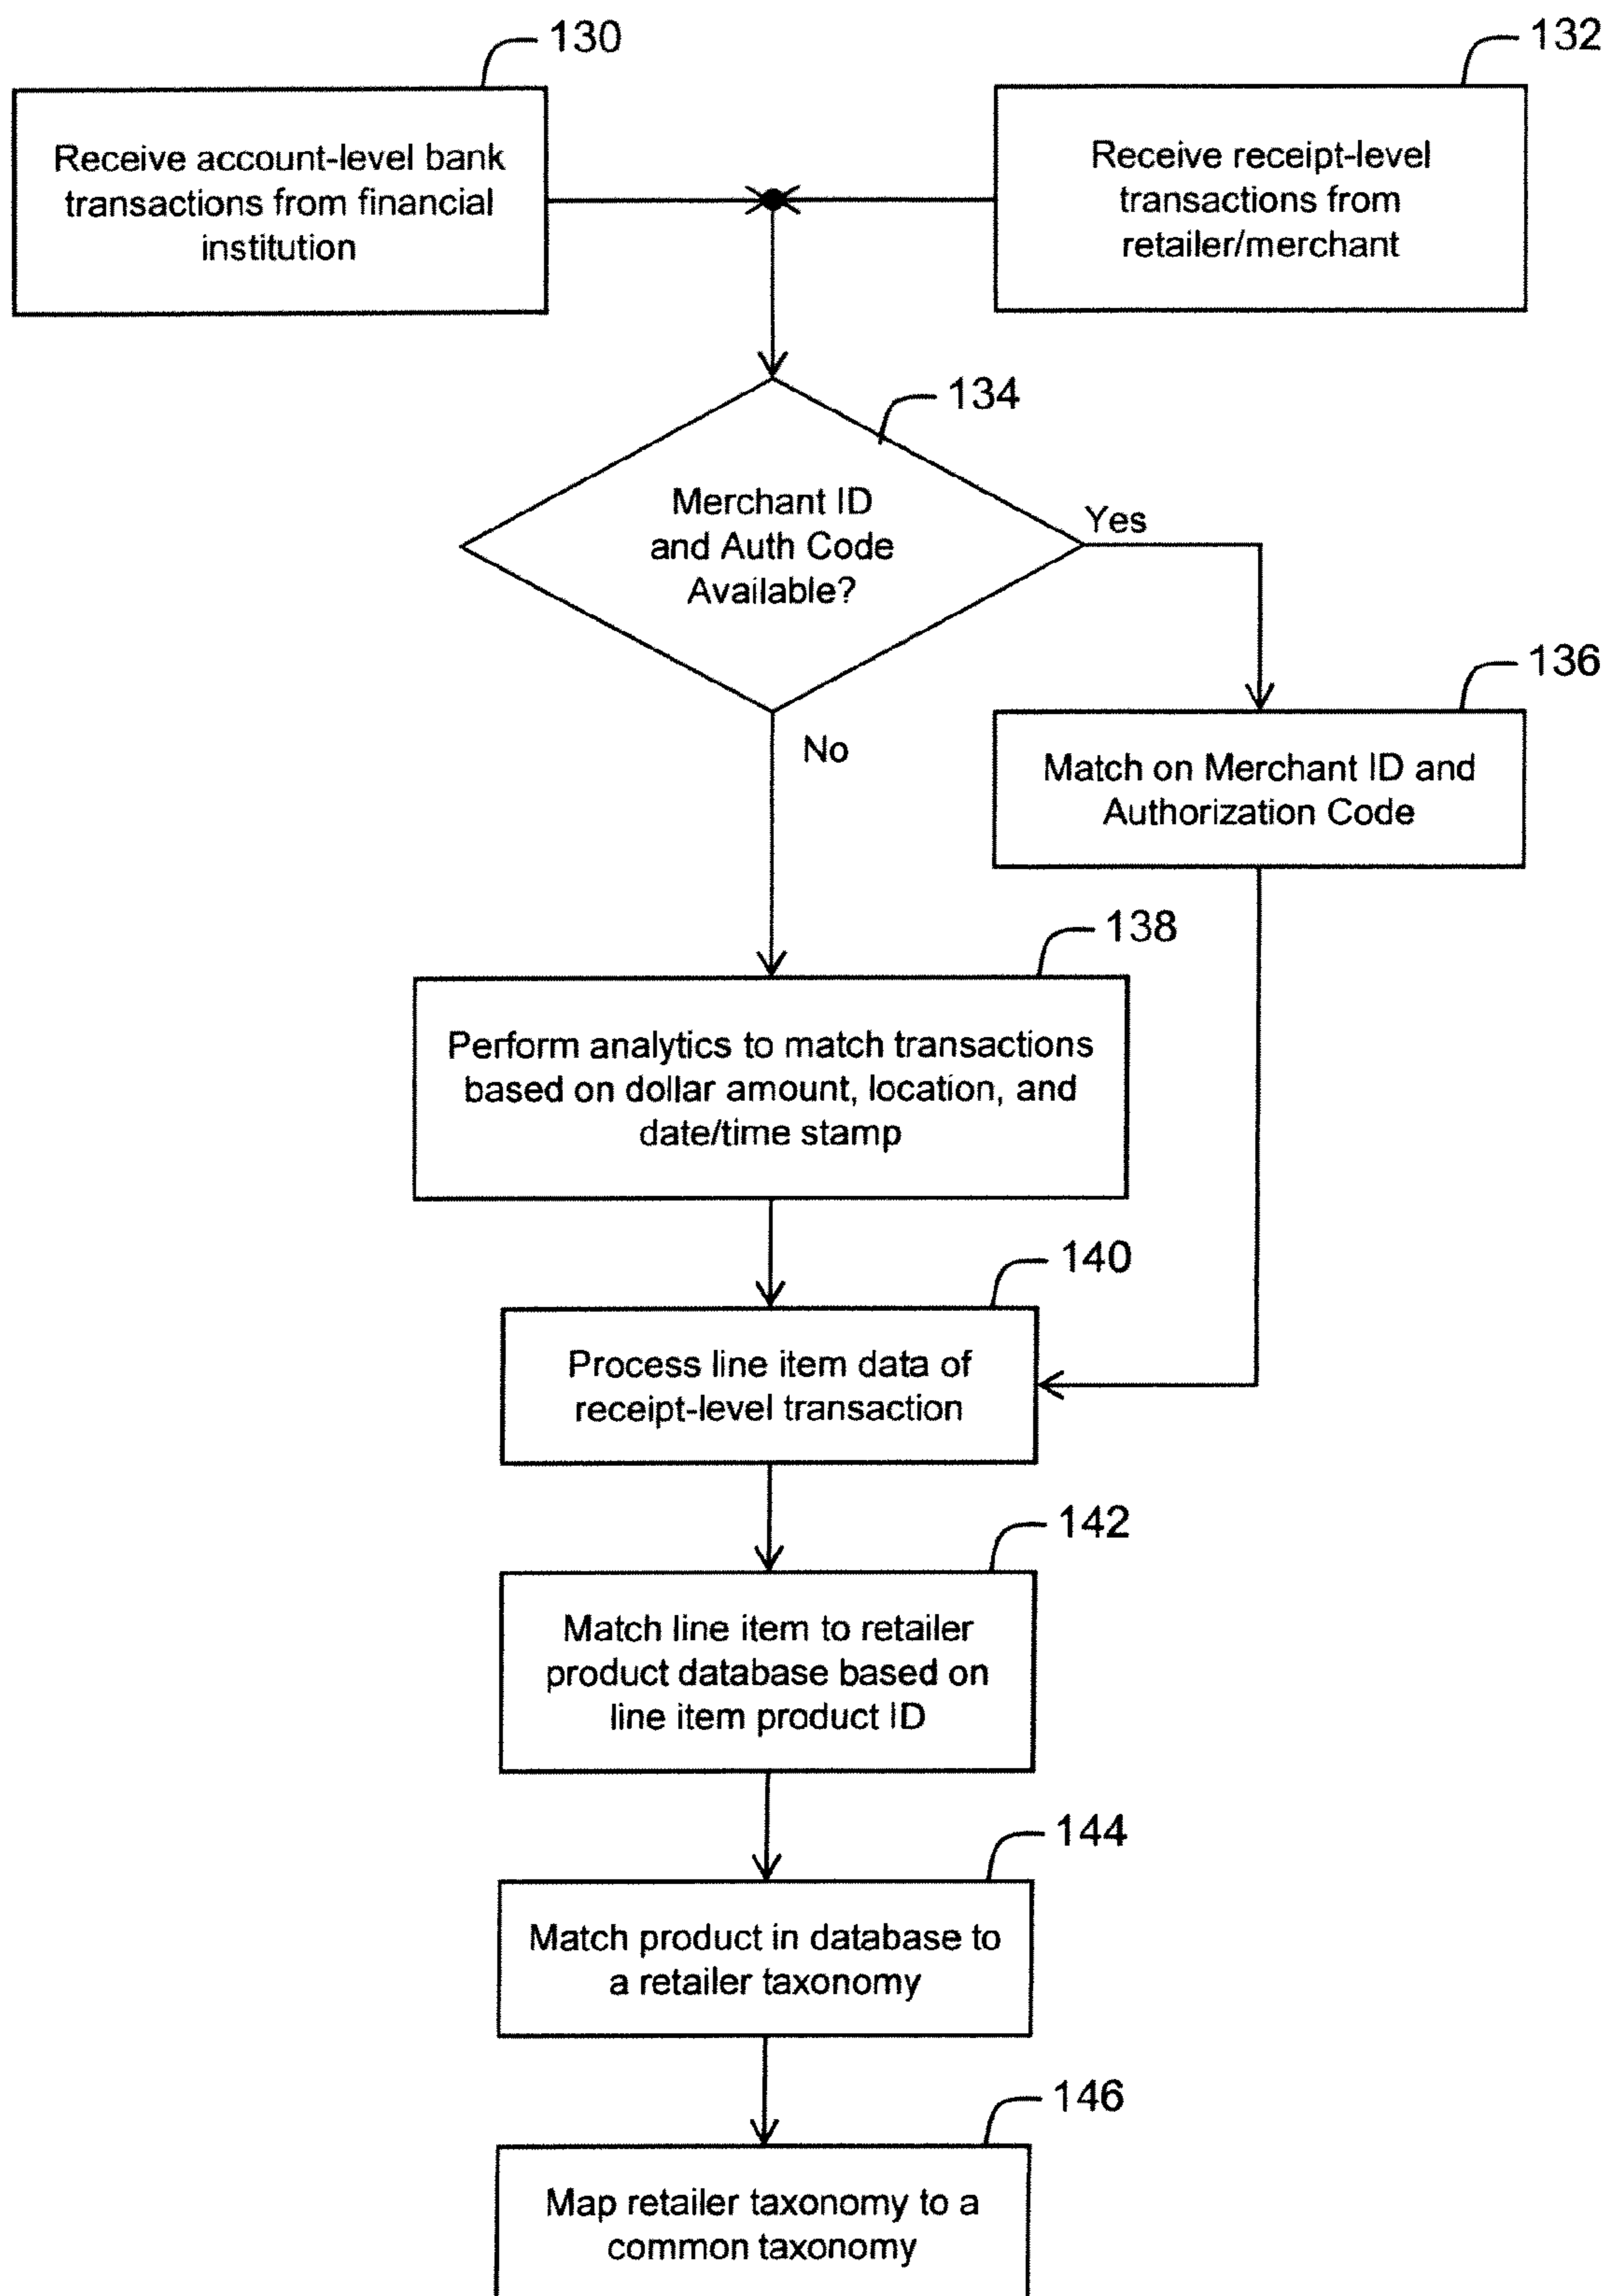 130
Receive account-level bank
transactions from financial
institution
132
Receive receipt-level
transactions from
retailer/merchant
134
Merchant ID
and Auth Code
Available?
Yes
No
136
Match on Merchant ID and
Authorization Code
138
Perform analytics to match transactions
based on dollar amount, location, and
date/time stamp
140
Process line item data of
receipt-level transaction
142
Match line item to retailer
product database based on
line item product ID
144
Match product in database to
a retailer taxonomy
146
Map retailer taxonomy to a
common taxonomy